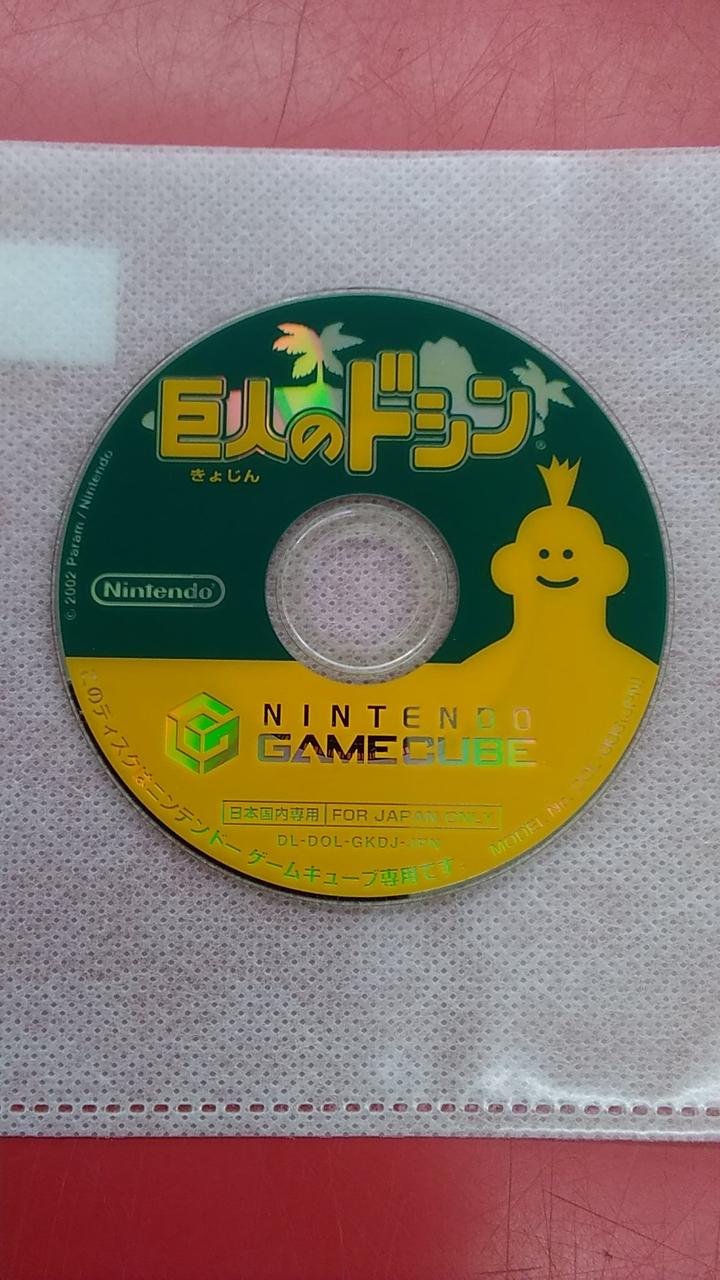 巨人のドシン®
きょじん
© 2002 Param / Nintendo
Nintendo®
NINTENDO
GAMECUBE
日本国内専用 FOR JAPAN ONLY
DL-DOL-GKDJ-JPN
このディスクはニンテンドー ゲームキューブ専用です。
MODEL No. DOL-006(JPN)